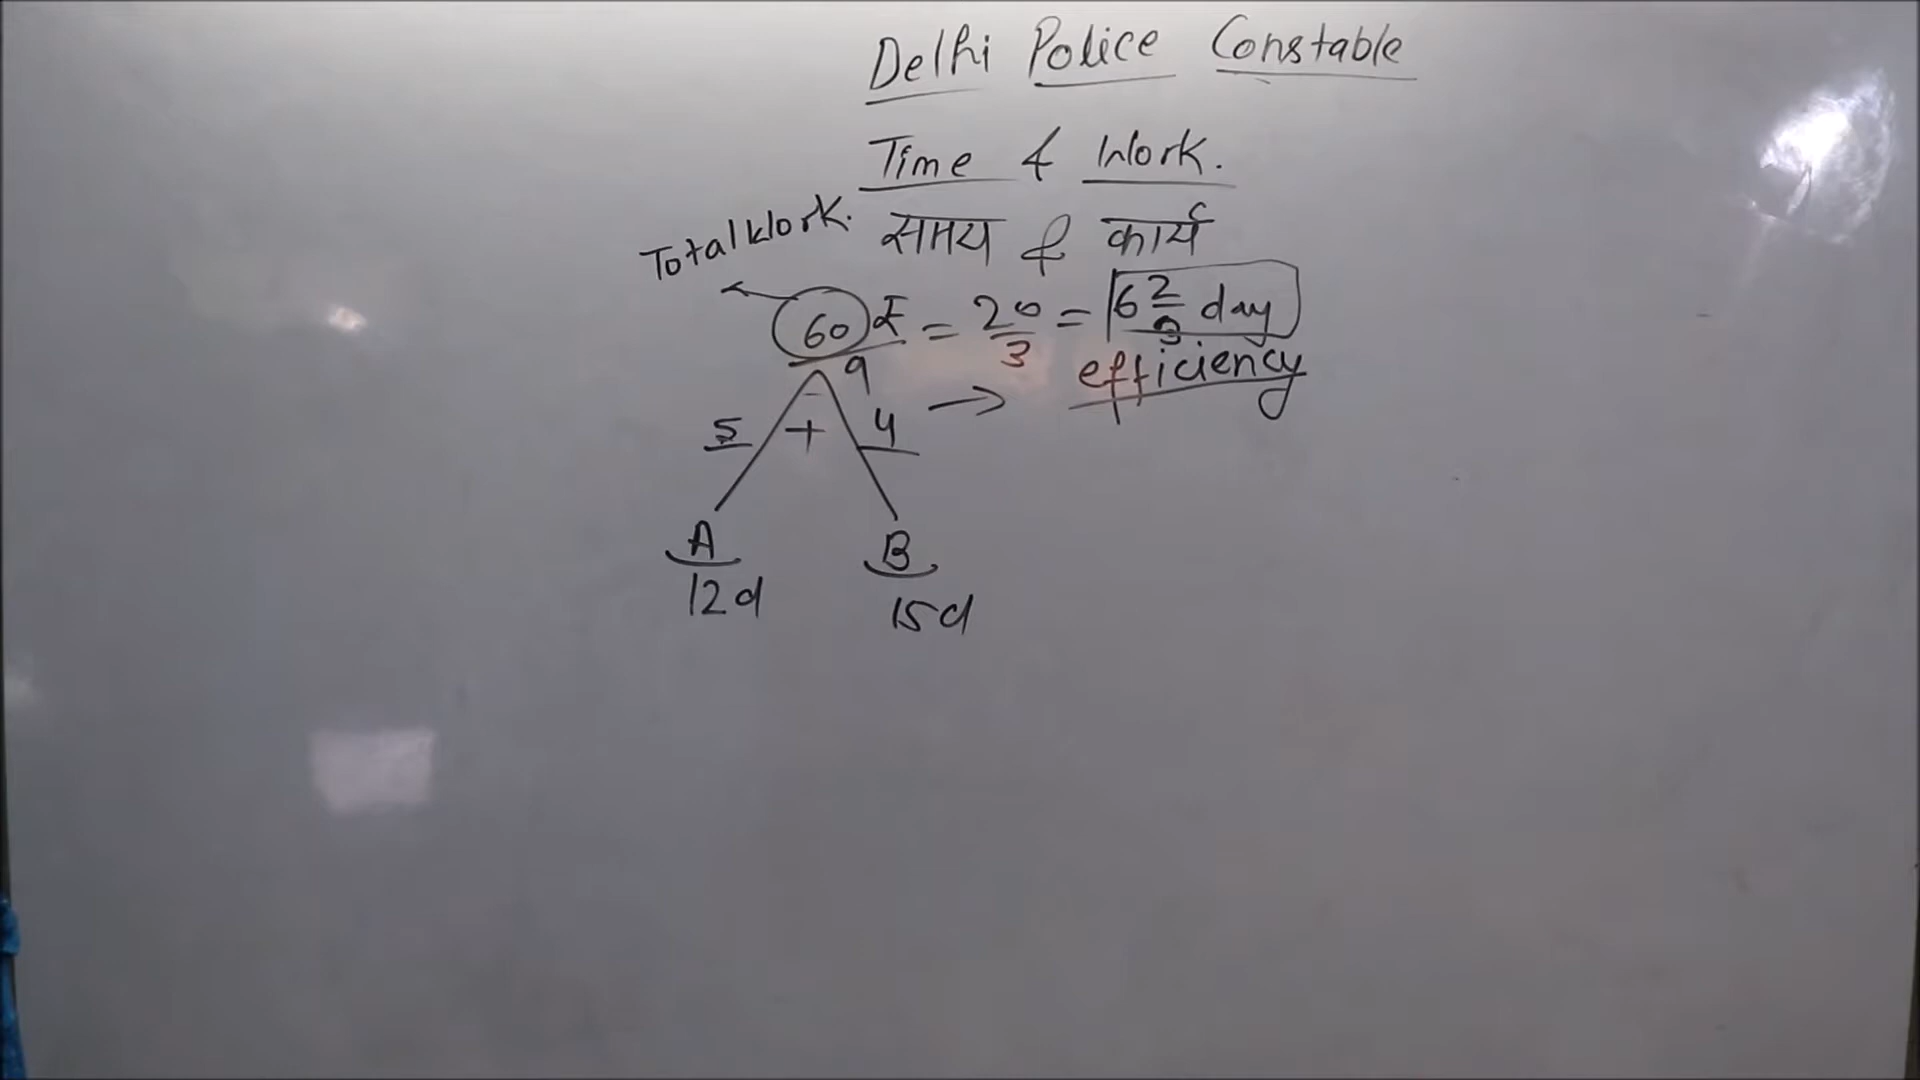 Delhi Police Constable
Time & Work.
समय & कार्य
Total Work.
60 = 20/3 = 6 2/3 day
9
efficiency
5 + 4 →
A B
12d 15d